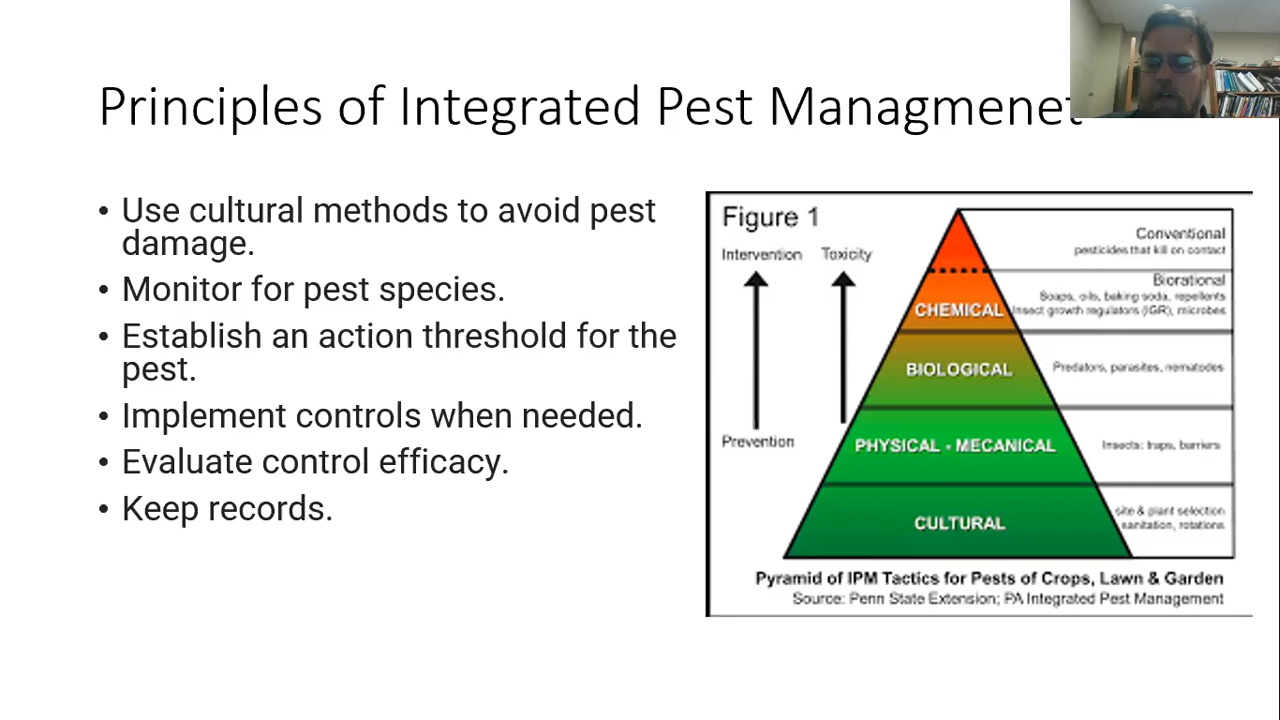 Principles of Integrated Pest Managmenet
• Use cultural methods to avoid pest
damage.
• Monitor for pest species.
• Establish an action threshold for the
pest.
• Implement controls when needed.
• Evaluate control efficacy.
• Keep records.
Figure 1
Intervention
Toxicity
Prevention
Conventional
pesticides that kill on contact
Biorational
Soaps, oils, baking soda, repellents
Insect growth regulators (IGR), microbes
CHEMICAL
BIOLOGICAL
Predators, parasites, nematodes
PHYSICAL - MECANICAL
Insects: traps, barriers
CULTURAL
site & plant selection
sanitation, rotations
Pyramid of IPM Tactics for Pests of Crops, Lawn & Garden
Source: Penn State Extension; PA Integrated Pest Management